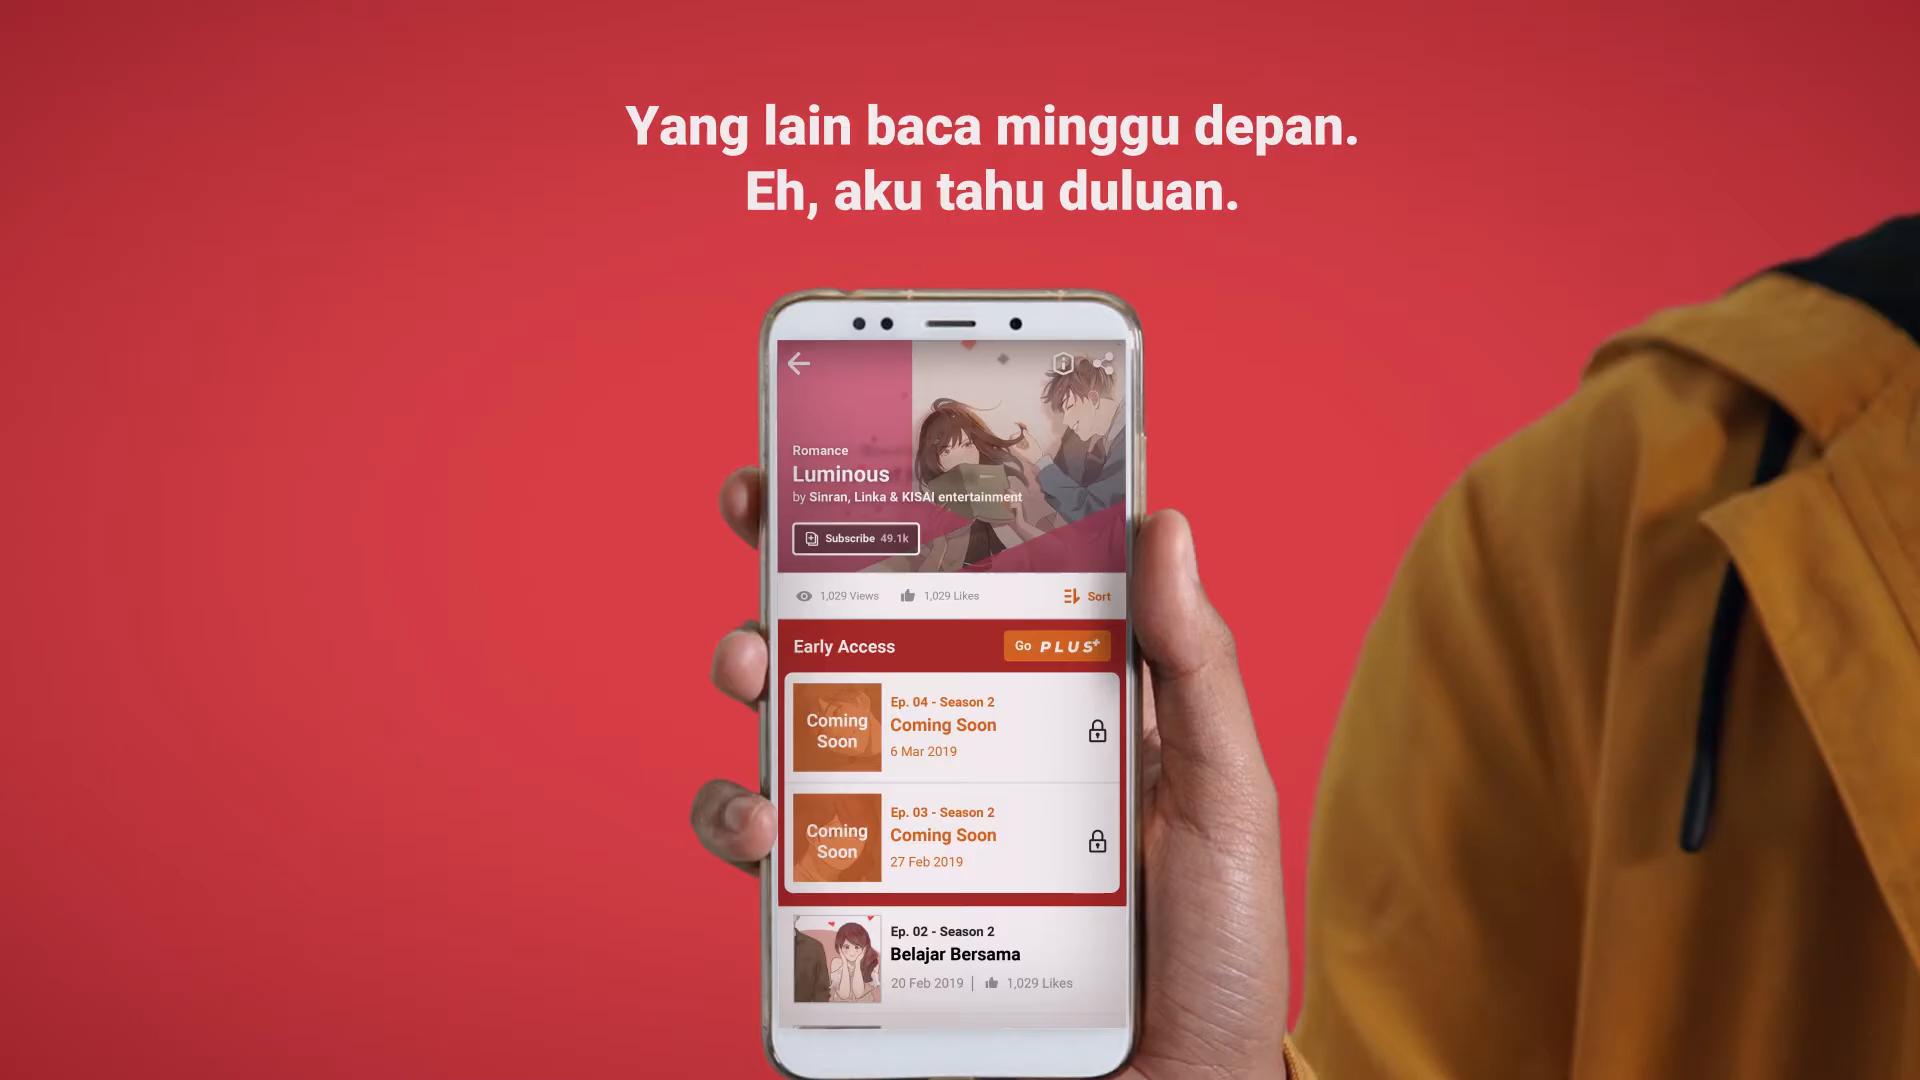 Yang lain baca minggu depan.
Eh, aku tahu duluan.
Romance
Luminous
by Sinran, Linka & KISAI entertainment
Subscribe 49.1k
1,029 Views 1,029 Likes Sort
Early Access Go PLUS+
Coming Soon
Ep. 04 - Season 2
Coming Soon
6 Mar 2019
Coming Soon
Ep. 03 - Season 2
Coming Soon
27 Feb 2019
Ep. 02 - Season 2
Belajar Bersama
20 Feb 2019 | 1,029 Likes